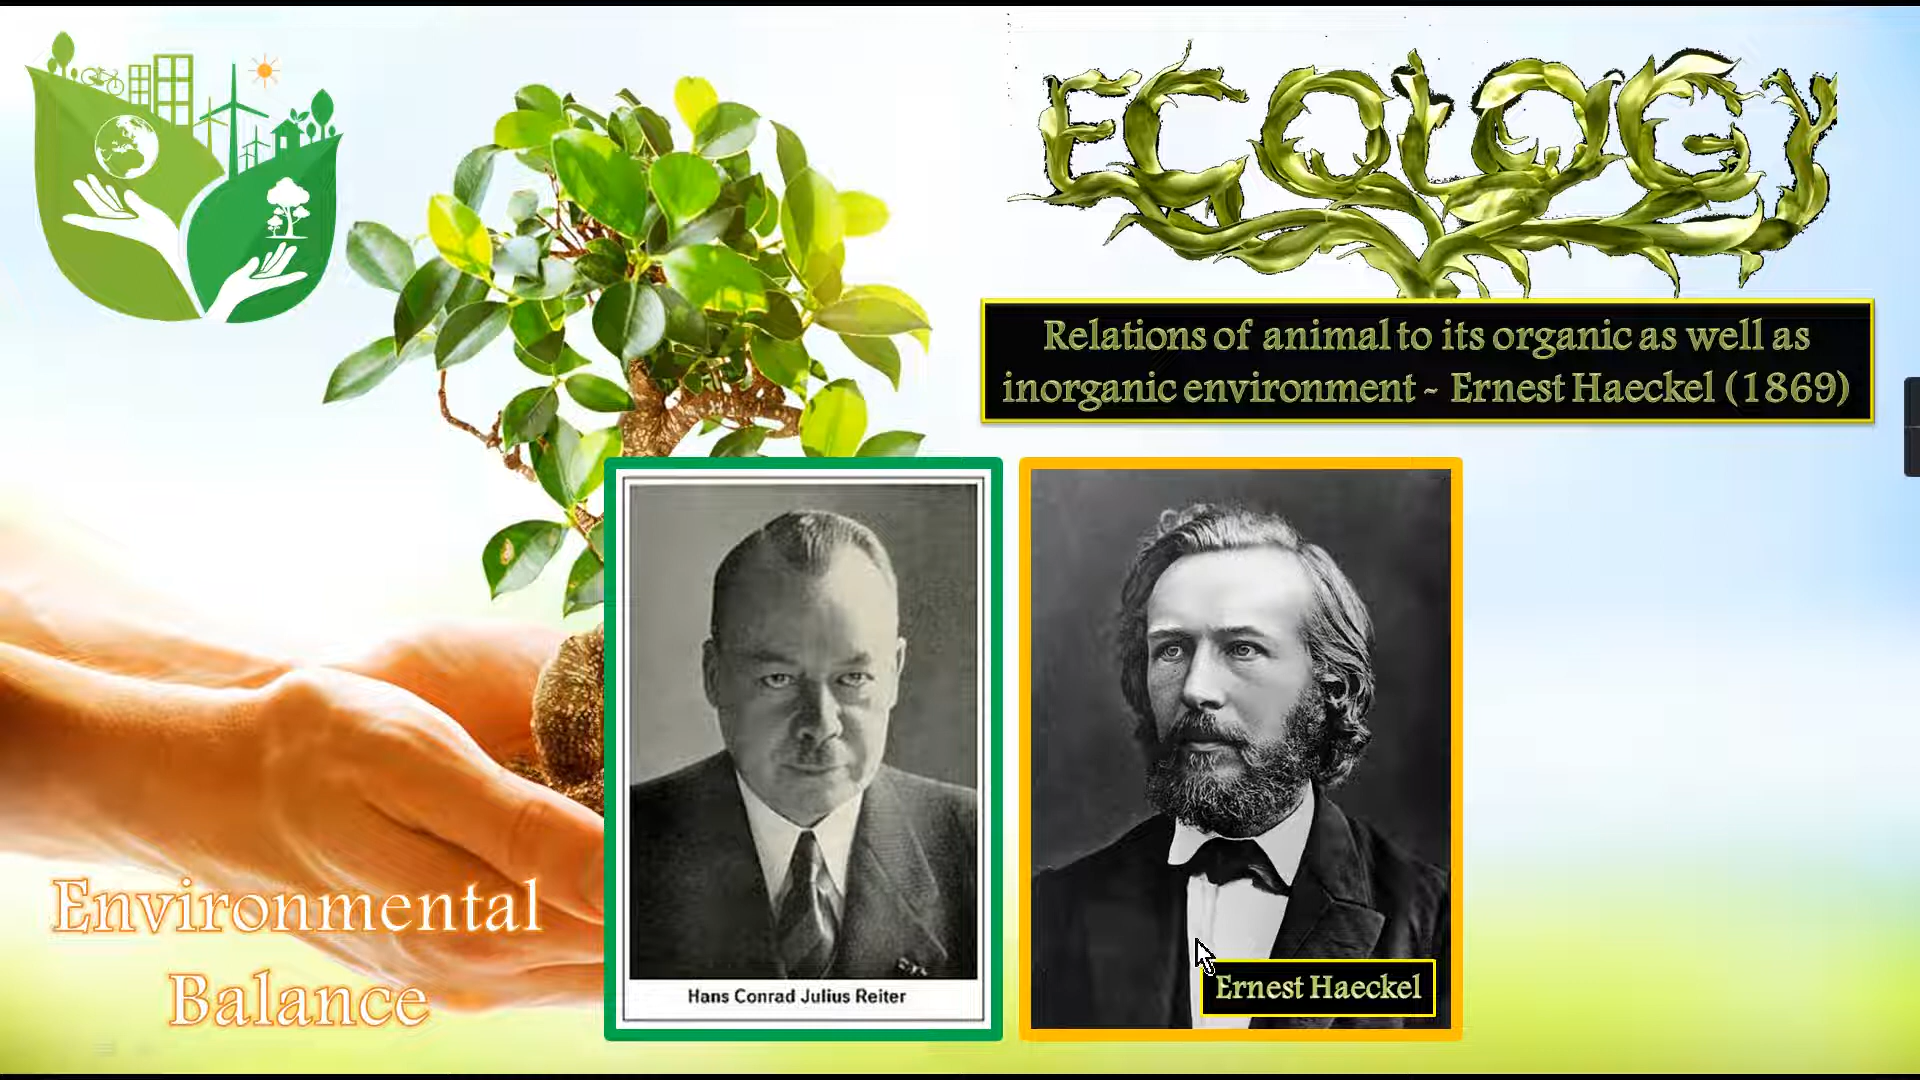 ECOLOGY
Relations of animal to its organic as well as
inorganic environment - Ernest Haeckel (1869)
Environmental
Balance
Hans Conrad Julius Reiter
Ernest Haeckel